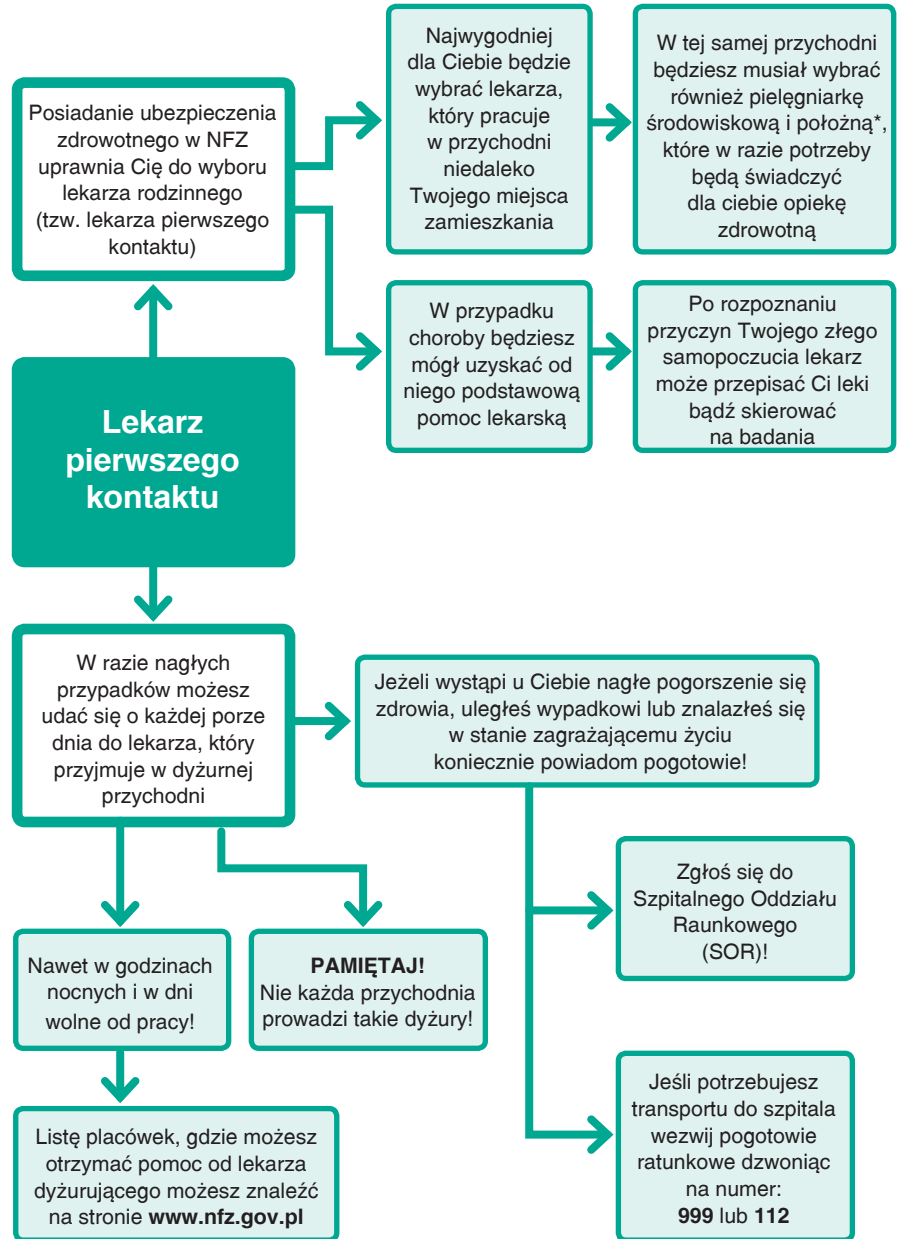 Posiadanie ubezpieczenia
zdrowotnego w NFZ
uprawnia Cię do wyboru
lekarza rodzinnego
(tzw. lekarza pierwszego
kontaktu)
Najwygodniej
dla Ciebie będzie
wybrać lekarza,
który pracuje
w przychodni
niedaleko
Twojego miejsca
zamieszkania
W tej samej przychodni
będziesz musiał wybrać
również pielęgniarkę
środowiskową i położną*,
które w razie potrzeby
będą świadczyć
dla ciebie opiekę
zdrowotną
W przypadku
choroby będziesz
mógł uzyskać od
niego podstawową
pomoc lekarską
Po rozpoznaniu
przyczyn Twojego złego
samopoczucia lekarz
może przepisać Ci leki
bądź skierować
na badania
Lekarz
pierwszego
kontaktu
W razie nagłych
przypadków możesz
udać się o każdej porze
dnia do lekarza, który
przyjmuje w dyżurnej
przychodni
Jeżeli wystąpi u Ciebie nagłe pogorszenie się
zdrowia, uległeś wypadkowi lub znalazłeś się
w stanie zagrażającemu życiu
koniecznie powiadom pogotowie!
Zgłoś się do
Szpitalnego Oddziału
Raunkowego
(SOR)!
Nawet w godzinach
nocnych i w dni
wolne od pracy!
PAMIĘTAJ!
Nie każda przychodnia
prowadzi takie dyżury!
Listę placówek, gdzie możesz
otrzymać pomoc od lekarza
dyżurującego możesz znaleźć
na stronie www.nfz.gov.pl
Jeśli potrzebujesz
transportu do szpitala
wezwij pogotowie
ratunkowe dzwoniąc
na numer:
999 lub 112